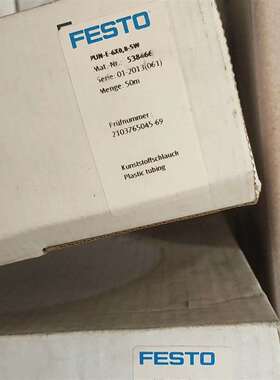 FESTO
PUN-E-6X0,8-SW
Mat.-Nr.: 538466
Serie: 01-2013(061)
Menge: 50m
Prüfnummer
2103765045-69
Kunststoffschlauch
Plastic tubing
FESTO